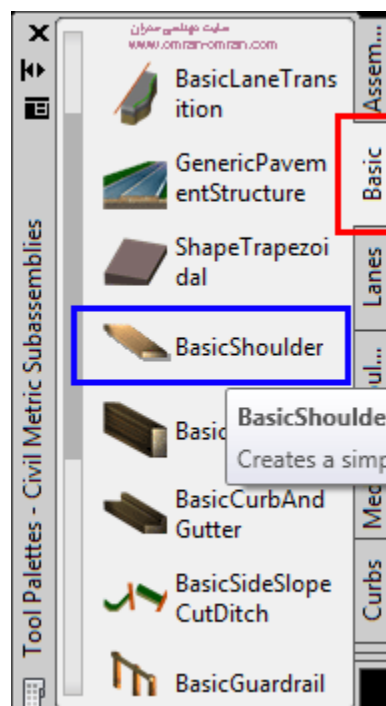 سایت مهندسی عمران
www.omran-omran.com
BasicLaneTrans
ition
GenericPavem
entStructure
ShapeTrapezoi
dal
BasicShoulder
Basic
BasicShoulde
Creates a simp
BasicCurbAnd
Gutter
BasicSideSlope
CutDitch
BasicGuardrail
Assem...
Basic
Lanes
Curbs
Tool Palettes - Civil Metric Subassemblies